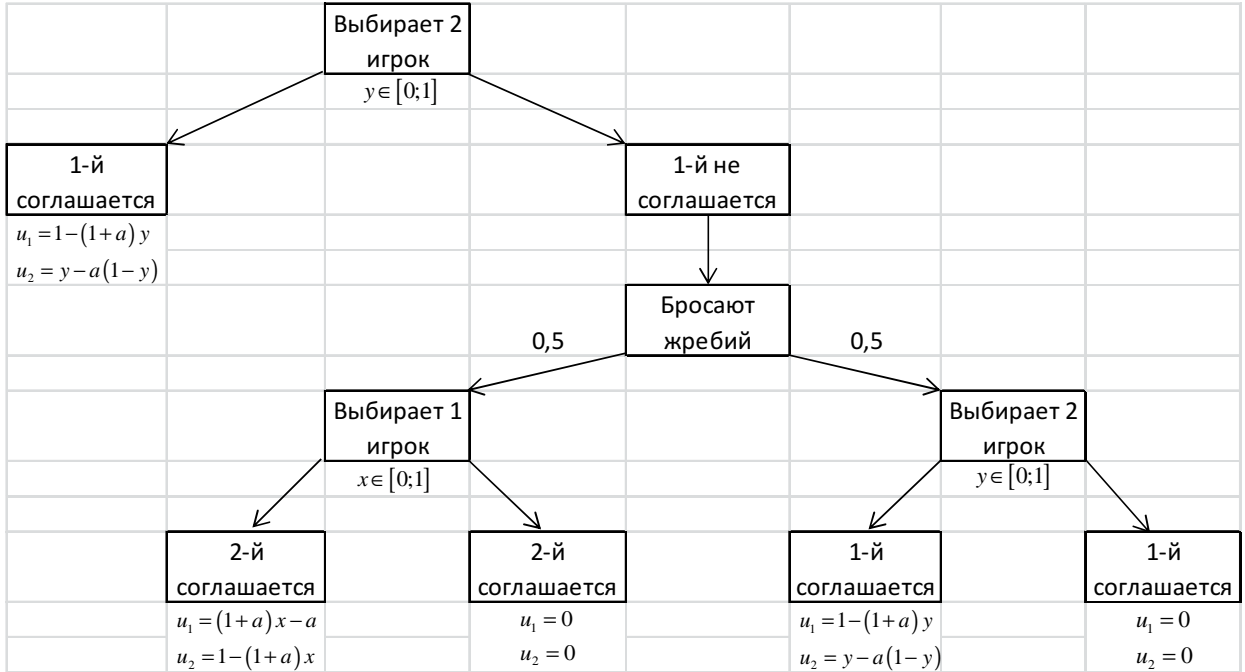 Выбирает 2
игрок
y ∈ [0;1]
1-й
соглашается
u₁ = 1 − (1 + a) y
u₂ = y − a(1 − y)
1-й не
соглашается
Бросают
жребий
0,5
0,5
Выбирает 1
игрок
x ∈ [0;1]
Выбирает 2
игрок
y ∈ [0;1]
2-й
соглашается
u₁ = (1 + a) x − a
u₂ = 1 − (1 + a) x
2-й
соглашается
u₁ = 0
u₂ = 0
1-й
соглашается
u₁ = 1 − (1 + a) y
u₂ = y − a(1 − y)
1-й
соглашается
u₁ = 0
u₂ = 0